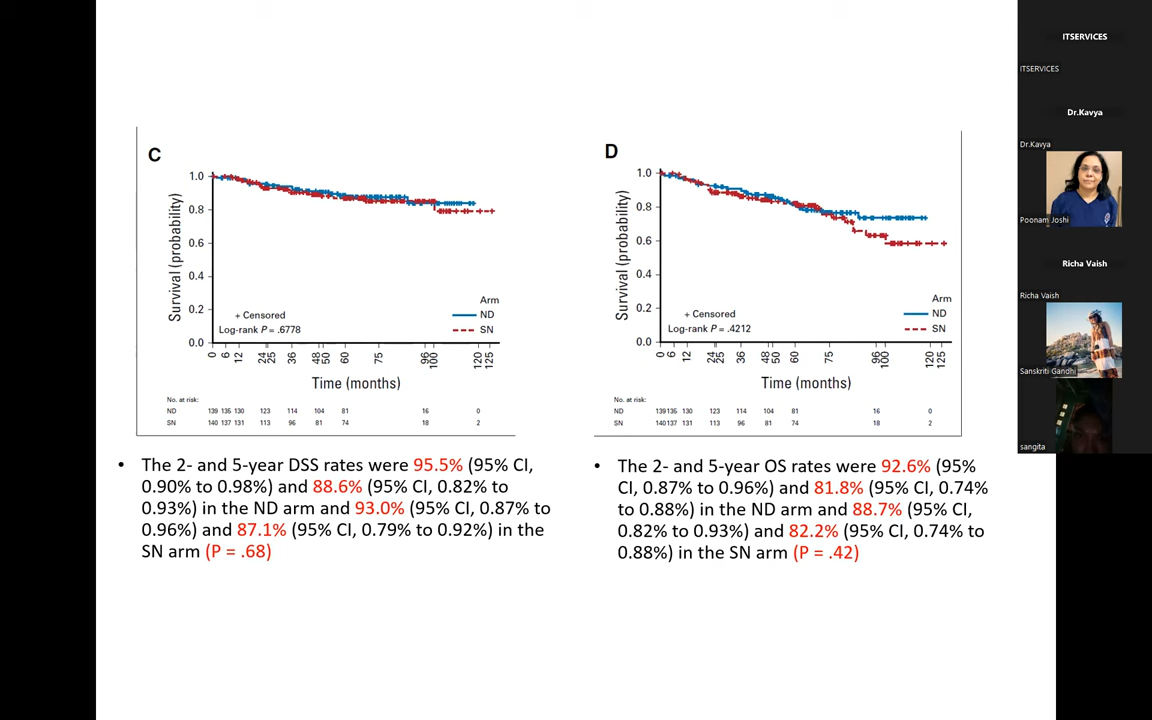 C
Survival (probability)
1.0
0.8
0.6
0.4
0.2
0.0
+ Censored
Log-rank P = .6778
Arm
ND
SN
0 6 12 24 25 36 48 50 60 75 96 100 120 125
Time (months)
No. at risk:
ND 139 135 130 123 114 104 81 16 0
SN 140 137 131 113 96 81 74 18 2
D
Survival (probability)
1.0
0.8
0.6
0.4
0.2
0.0
+ Censored
Log-rank P = .4212
Arm
ND
SN
0 6 12 24 25 36 48 50 60 75 96 100 120 125
Time (months)
No. at risk:
ND 139 135 130 123 114 104 81 16 0
SN 140 137 131 113 96 81 74 18 2
• The 2- and 5-year DSS rates were 95.5% (95% CI,
0.90% to 0.98%) and 88.6% (95% CI, 0.82% to
0.93%) in the ND arm and 93.0% (95% CI, 0.87% to
0.96%) and 87.1% (95% CI, 0.79% to 0.92%) in the
SN arm (P = .68)
• The 2- and 5-year OS rates were 92.6% (95%
CI, 0.87% to 0.96%) and 81.8% (95% CI, 0.74%
to 0.88%) in the ND arm and 88.7% (95% CI,
0.82% to 0.93%) and 82.2% (95% CI, 0.74% to
0.88%) in the SN arm (P = .42)
ITSERVICES
ITSERVICES
Dr.Kavya
Dr.Kavya
Poonam Joshi
Richa Vaish
Richa Vaish
Sanskriti Gandhi
sangita